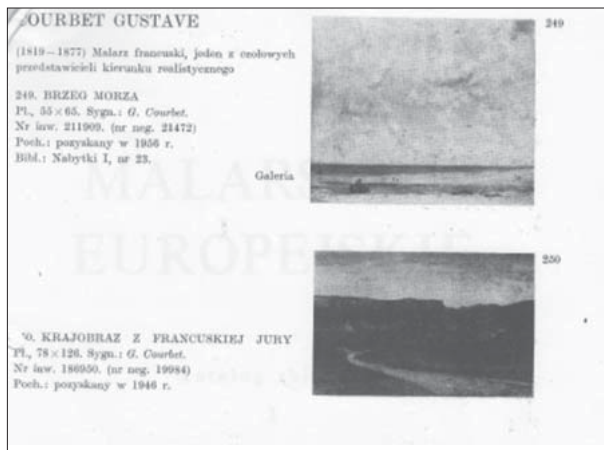 COURBET GUSTAVE
(1819–1877) Malarz francuski, jeden z czołowych
przedstawicieli kierunku realistycznego
249. BRZEG MORZA
Pł., 55×65. Sygn.: G. Courbet.
Nr inw. 211909. (nr neg. 21472)
Poch.: pozyskany w 1956 r.
Bibl.: Nabytki I, nr 23.
Galeria
249
250
0. KRAJOBRAZ Z FRANCUSKIEJ JURY
Pł., 78×126. Sygn.: G. Courbet.
Nr inw. 186950. (nr neg. 19984)
Poch.: pozyskany w 1946 r.
MALARS
EUROPEJSKIE